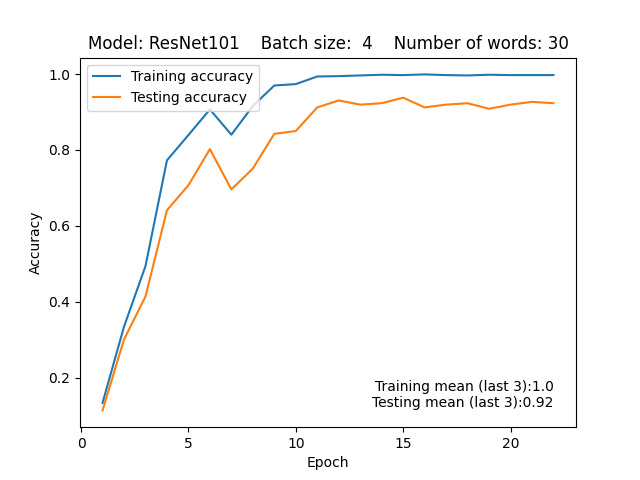 Model: ResNet101    Batch size:  4    Number of words: 30
Training accuracy
Testing accuracy
1.0
0.8
0.6
0.4
0.2
Accuracy
Training mean (last 3):1.0
Testing mean (last 3):0.92
0 5 10 15 20
Epoch